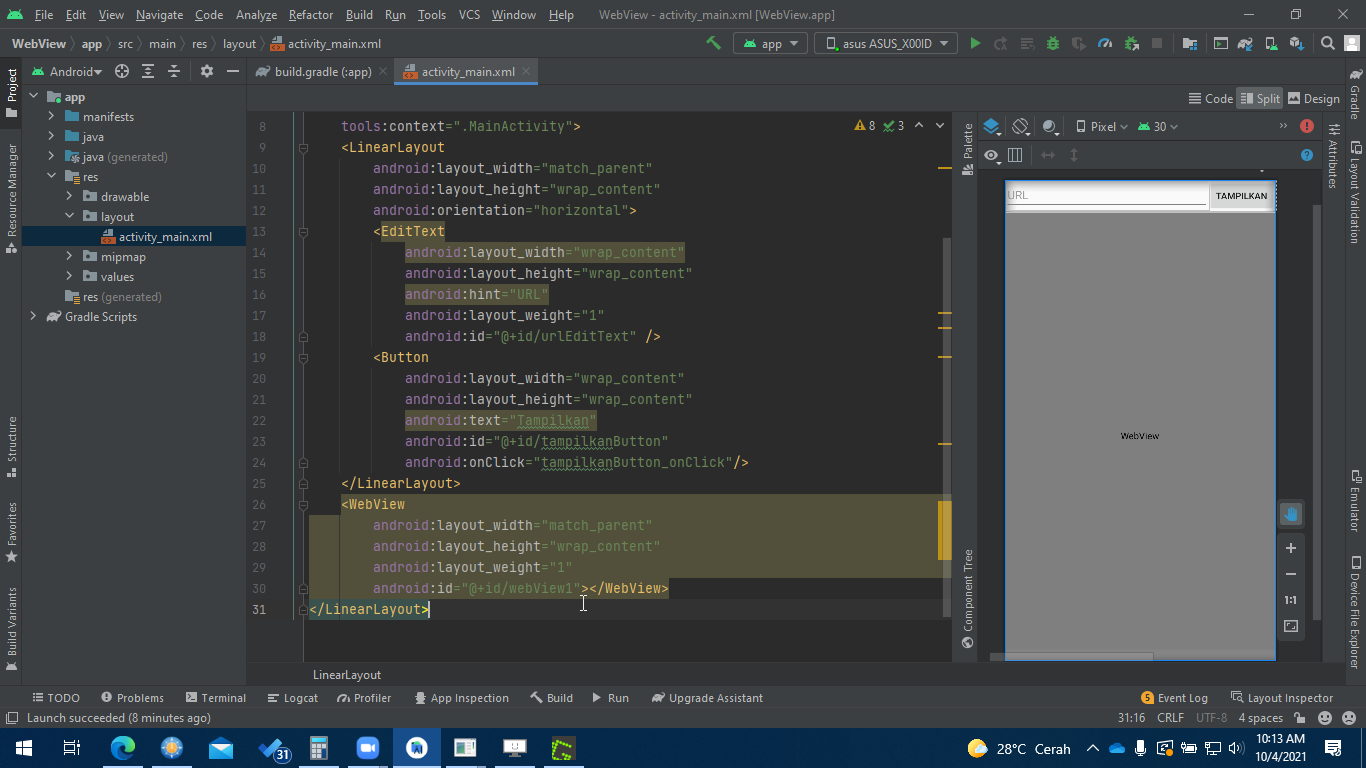 File Edit View Navigate Code Analyze Refactor Build Run Tools VCS Window Help WebView - activity_main.xml [WebView.app]
WebView app src main res layout activity_main.xml app asus ASUS_X00ID
Project
Resource Manager
Structure
Favorites
Build Variants
Android
app
manifests
java
java (generated)
res
drawable
layout
activity_main.xml
mipmap
values
res (generated)
Gradle Scripts
build.gradle (:app) activity_main.xml
Code Split Design
8 3
8 tools:context=".MainActivity">
9 <LinearLayout
10 android:layout_width="match_parent"
11 android:layout_height="wrap_content"
12 android:orientation="horizontal">
13 <EditText
14 android:layout_width="wrap_content"
15 android:layout_height="wrap_content"
16 android:hint="URL"
17 android:layout_weight="1"
18 android:id="@+id/urlEditText" />
19 <Button
20 android:layout_width="wrap_content"
21 android:layout_height="wrap_content"
22 android:text="Tampilkan"
23 android:id="@+id/tampilkanButton"
24 android:onClick="tampilkanButton_onClick"/>
25 </LinearLayout>
26 <WebView
27 android:layout_width="match_parent"
28 android:layout_height="wrap_content"
29 android:layout_weight="1"
30 android:id="@+id/webView1"></WebView>
31 </LinearLayout>
LinearLayout
Palette
Component Tree
Pixel 30
URL TAMPILKAN
WebView
1:1
Attributes
Gradle
Layout Validation
Emulator
Device File Explorer
TODO Problems Terminal Logcat Profiler App Inspection Build Run Upgrade Assistant 5 Event Log Layout Inspector
Launch succeeded (8 minutes ago) 31:16 CRLF UTF-8 4 spaces
31 28°C Cerah 10:13 AM
10/4/2021